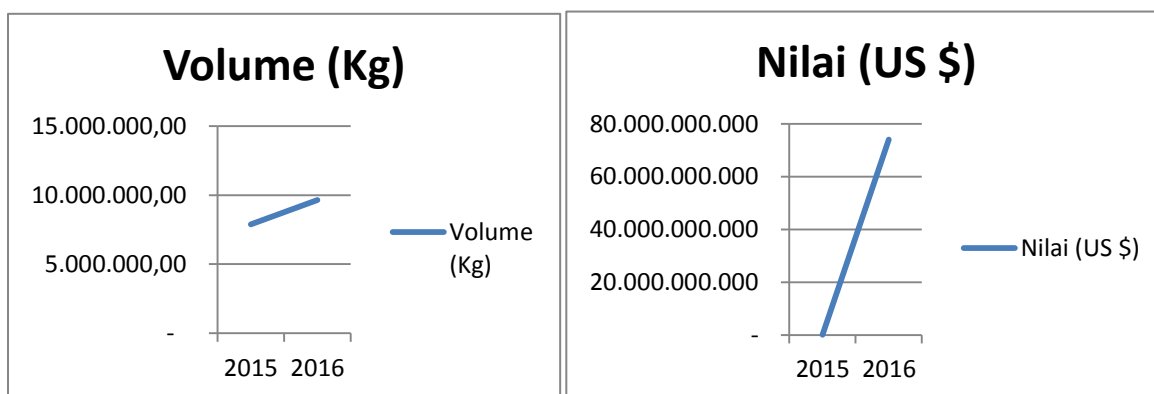 Volume (Kg)
15.000.000,00
10.000.000,00
5.000.000,00
-
2015 2016
Volume
(Kg)
Nilai (US $)
80.000.000.000
60.000.000.000
40.000.000.000
20.000.000.000
-
2015 2016
Nilai (US $)